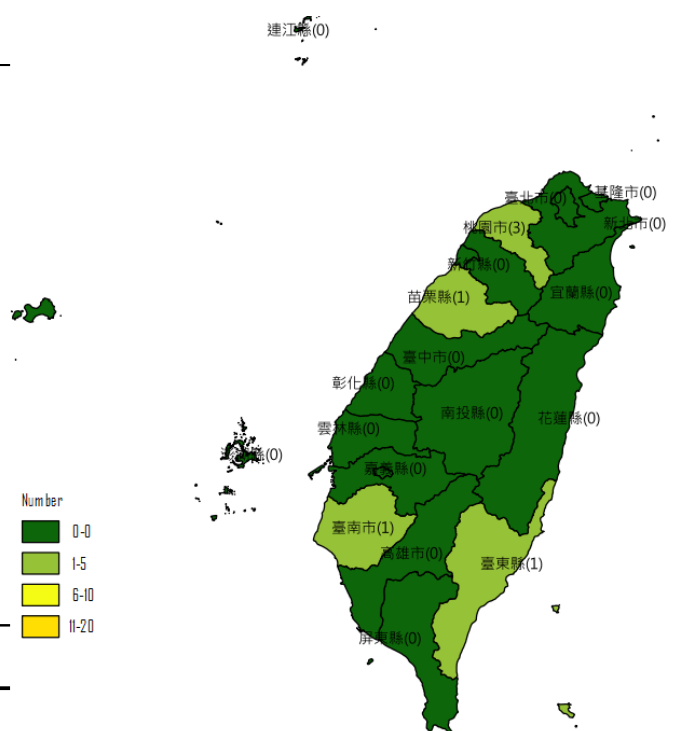 連江縣(0)
基隆市(0)
臺北市(0)
新北市(0)
桃園市(3)
新竹縣(0)
宜蘭縣(0)
苗栗縣(1)
臺中市(0)
彰化縣(0)
南投縣(0)
花蓮縣(0)
雲林縣(0)
縣(0)
嘉義縣(0)
Number
0-0
臺南市(1)
高雄市(0)
臺東縣(1)
1-5
6-10
11-20
屏東縣(0)